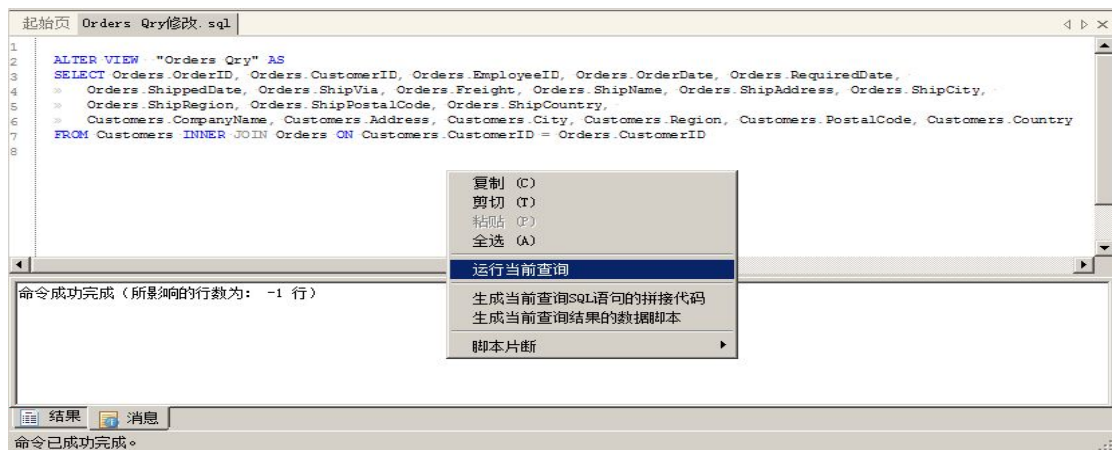 起始页 Orders Qry修改.sql
1
2 ALTER VIEW "Orders Qry" AS
3 SELECT Orders.OrderID, Orders.CustomerID, Orders.EmployeeID, Orders.OrderDate, Orders.RequiredDate,
4 » Orders.ShippedDate, Orders.ShipVia, Orders.Freight, Orders.ShipName, Orders.ShipAddress, Orders.ShipCity,
5 » Orders.ShipRegion, Orders.ShipPostalCode, Orders.ShipCountry,
6 » Customers.CompanyName, Customers.Address, Customers.City, Customers.Region, Customers.PostalCode, Customers.Country
7 FROM Customers INNER JOIN Orders ON Customers.CustomerID = Orders.CustomerID
8
复制 (C)
剪切 (T)
粘贴 (P)
全选 (A)
运行当前查询
生成当前查询SQL语句的拼接代码
生成当前查询结果的数据脚本
脚本片断
命令成功完成（所影响的行数为： -1 行）
结果 消息
命令已成功完成。